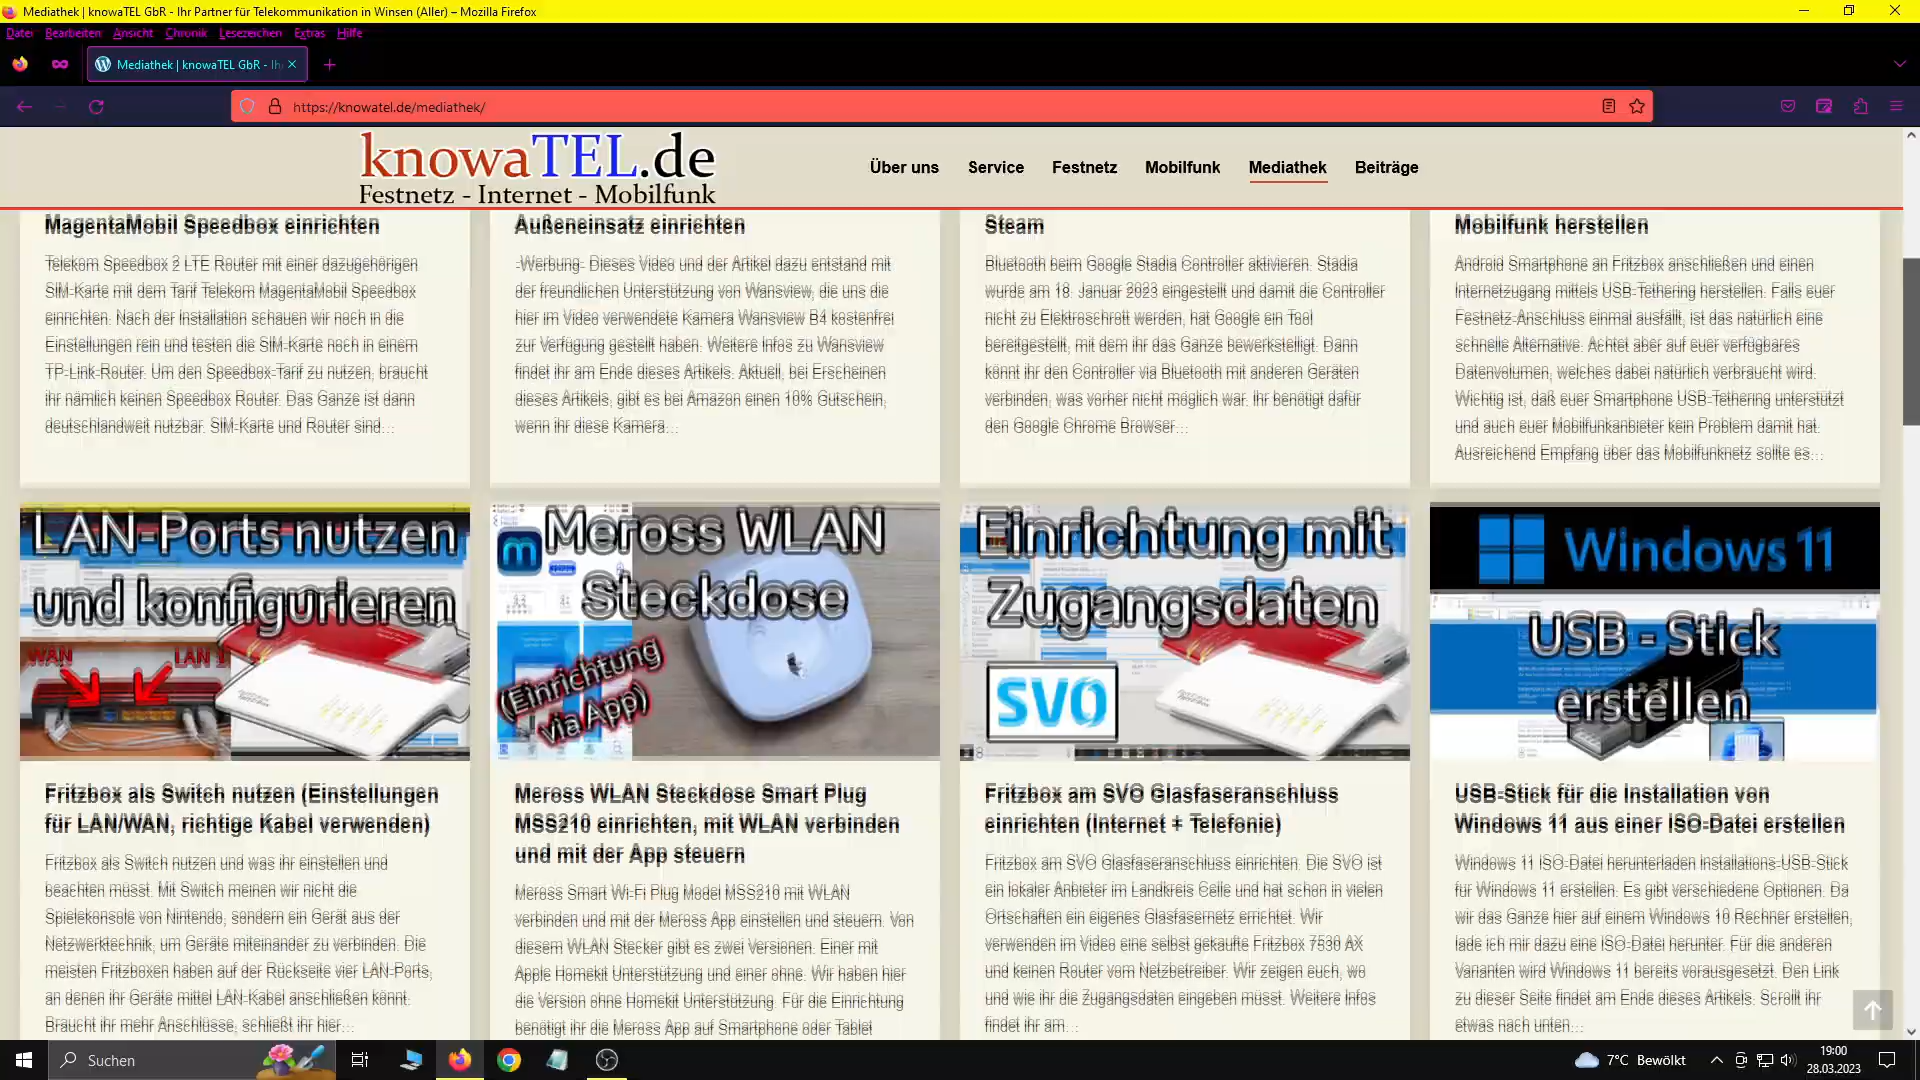 Mediathek | knowaTEL GbR - Ihr Partner für Telekommunikation in Winsen (Aller) – Mozilla Firefox
Datei Bearbeiten Ansicht Chronik Lesezeichen Extras Hilfe
Mediathek | knowaTEL GbR - Ih
https://knowatel.de/mediathek/
knowaTEL.de
Festnetz - Internet - Mobilfunk
Über uns Service Festnetz Mobilfunk Mediathek Beiträge
MagentaMobil Speedbox einrichten
Telekom Speedbox 2 LTE Router mit einer dazugehörigen
SIM-Karte mit dem Tarif Telekom MagentaMobil Speedbox
einrichten. Nach der Installation schauen wir noch in die
Einstellungen rein und testen die SIM-Karte noch in einem
TP-Link-Router. Um den Speedbox-Tarif zu nutzen, braucht
ihr nämlich keinen Speedbox Router. Das Ganze ist dann
deutschlandweit nutzbar. SIM-Karte und Router sind…
Außeneinsatz einrichten
-Werbung- Dieses Video und der Artikel dazu entstand mit
der freundlichen Unterstützung von Wansview, die uns die
hier im Video verwendete Kamera Wansview B4 kostenfrei
zur Verfügung gestellt haben. Weitere Infos zu Wansview
findet ihr am Ende dieses Artikels. Aktuell, bei Erscheinen
dieses Artikels, gibt es bei Amazon einen 10% Gutschein,
wenn ihr diese Kamera…
Steam
Bluetooth beim Google Stadia Controller aktivieren. Stadia
wurde am 18. Januar 2023 eingestellt und damit die Controller
nicht zu Elektroschrott werden, hat Google ein Tool
bereitgestellt, mit dem ihr das Ganze bewerkstelligt. Dann
könnt ihr den Controller via Bluetooth mit anderen Geräten
verbinden, was vorher nicht möglich war. Ihr benötigt dafür
den Google Chrome Browser…
Mobilfunk herstellen
Android Smartphone an Fritzbox anschließen und einen
Internetzugang mittels USB-Tethering herstellen. Falls euer
Festnetz-Anschluss einmal ausfällt, ist das natürlich eine
schnelle Alternative. Achtet aber auf euer verfügbares
Datenvolumen, welches dabei natürlich verbraucht wird.
Wichtig ist, daß euer Smartphone USB-Tethering unterstützt
und auch euer Mobilfunkanbieter kein Problem damit hat.
Ausreichend Empfang über das Mobilfunknetz sollte es…
LAN-Ports nutzen
und konfigurieren
WAN LAN 1
Fritzbox als Switch nutzen (Einstellungen
für LAN/WAN, richtige Kabel verwenden)
Fritzbox als Switch nutzen und was ihr einstellen und
beachten müsst. Mit Switch meinen wir nicht die
Spielekonsole von Nintendo, sondern ein Gerät aus der
Netzwerktechnik, um Geräte miteinander zu verbinden. Die
meisten Fritzboxen haben auf der Rückseite vier LAN-Ports,
an denen ihr Geräte mittel LAN-Kabel anschließen könnt.
Braucht ihr mehr Anschlüsse, schließt ihr hier…
Meross WLAN
Steckdose
(Einrichtung
via App)
Meross WLAN Steckdose Smart Plug
MSS210 einrichten, mit WLAN verbinden
und mit der App steuern
Meross Smart Wi-Fi Plug Model MSS210 mit WLAN
verbinden und mit der Meross App einstellen und steuern. Von
diesem WLAN Stecker gibt es zwei Versionen. Einer mit
Apple Homekit Unterstützung und einer ohne. Wir haben hier
die Version ohne Homekit Unterstützung. Für die Einrichtung
benötigt ihr die Meross App auf Smartphone oder Tablet
Einrichtung mit
Zugangsdaten
SVO
Fritzbox am SVO Glasfaseranschluss
einrichten (Internet + Telefonie)
Fritzbox am SVO Glasfaseranschluss einrichten. Die SVO ist
ein lokaler Anbieter im Landkreis Celle und hat schon in vielen
Ortschaften ein eigenes Glasfasernetz errichtet. Wir
verwenden im Video eine selbst gekaufte Fritzbox 7530 AX
und keinen Router vom Netzbetreiber. Wir zeigen euch, wo
und wie ihr die Zugangsdaten eingeben müsst. Weitere Infos
findet ihr am…
Windows 11
USB - Stick
erstellen
USB-Stick für die Installation von
Windows 11 aus einer ISO-Datei erstellen
Windows 11 ISO-Datei herunterladen Installations-USB-Stick
für Windows 11 erstellen. Es gibt verschiedene Optionen. Da
wir das Ganze hier auf einem Windows 10 Rechner erstellen,
lade ich mir dazu eine ISO-Datei herunter. Für die anderen
Varianten wird Windows 11 bereits vorausgesetzt. Den Link
zu dieser Seite findet am Ende dieses Artikels. Scrollt ihr
etwas nach unten…
Suchen
7°C Bewölkt
19:00
28.03.2023